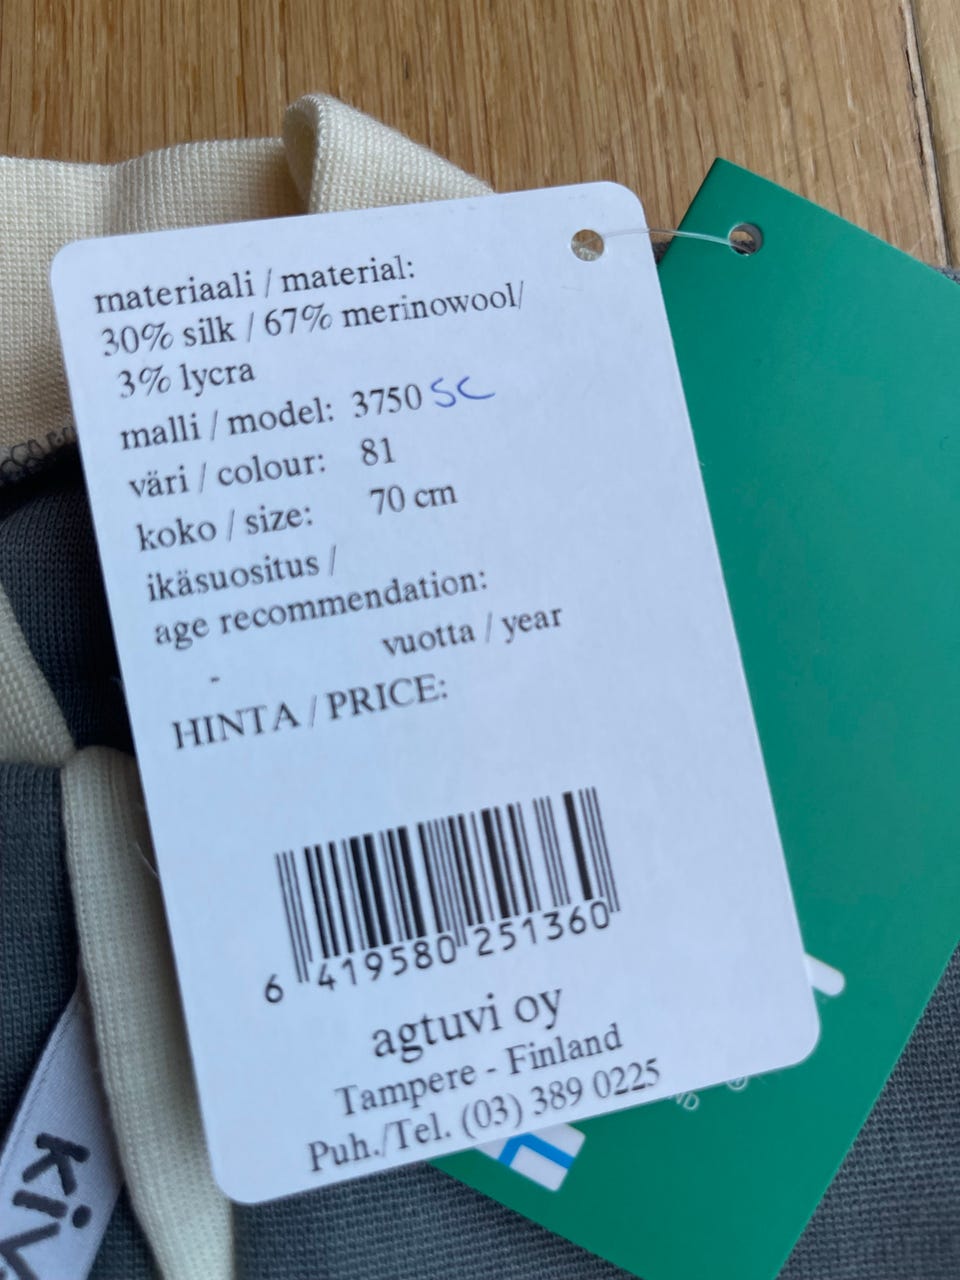 materiaali / material:
30% silk / 67% merinowool/
3% lycra
malli / model: 3750 SC
väri / colour: 81
koko / size: 70 cm
ikäsuositus /
age recommendation:
- vuotta / year
HINTA / PRICE:
6 419580 251360
agtuvi oy
Tampere - Finland
Puh./Tel. (03) 389 0225